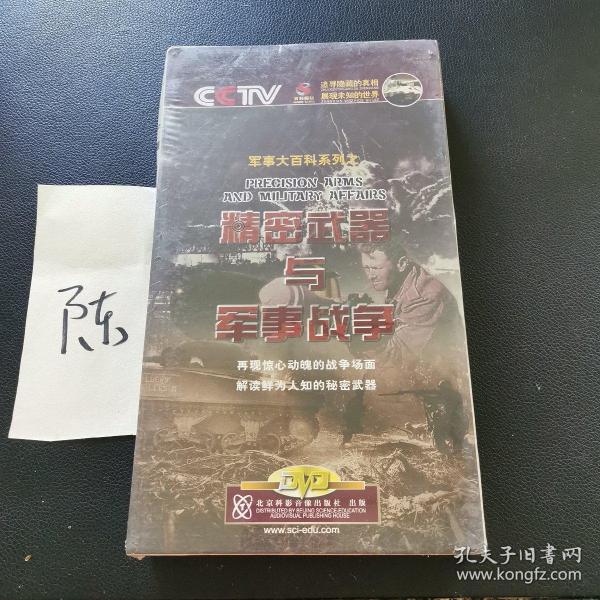 CCTV
追寻隐藏的真相
展现未知的世界
军事大百科系列之
PRECISION ARMS
AND MILITARY AFFAIRS
精密武器
与
军事战争
再现惊心动魄的战争场面
解读鲜为人知的秘密武器
陈
DVD
北京科影音像出版社 出版
DISTRIBUTED BY BEIJING SCIENCE-EDUCATION
AUDIOVISUAL PUBLISHING HOUSE
www.sci-edu.com
孔夫子旧书网
www.kongfz.com